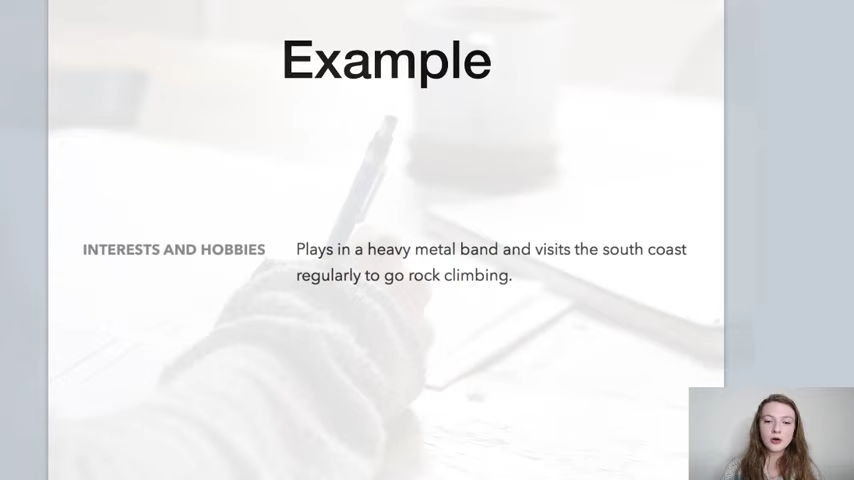 Example
INTERESTS AND HOBBIES
Plays in a heavy metal band and visits the south coast
regularly to go rock climbing.